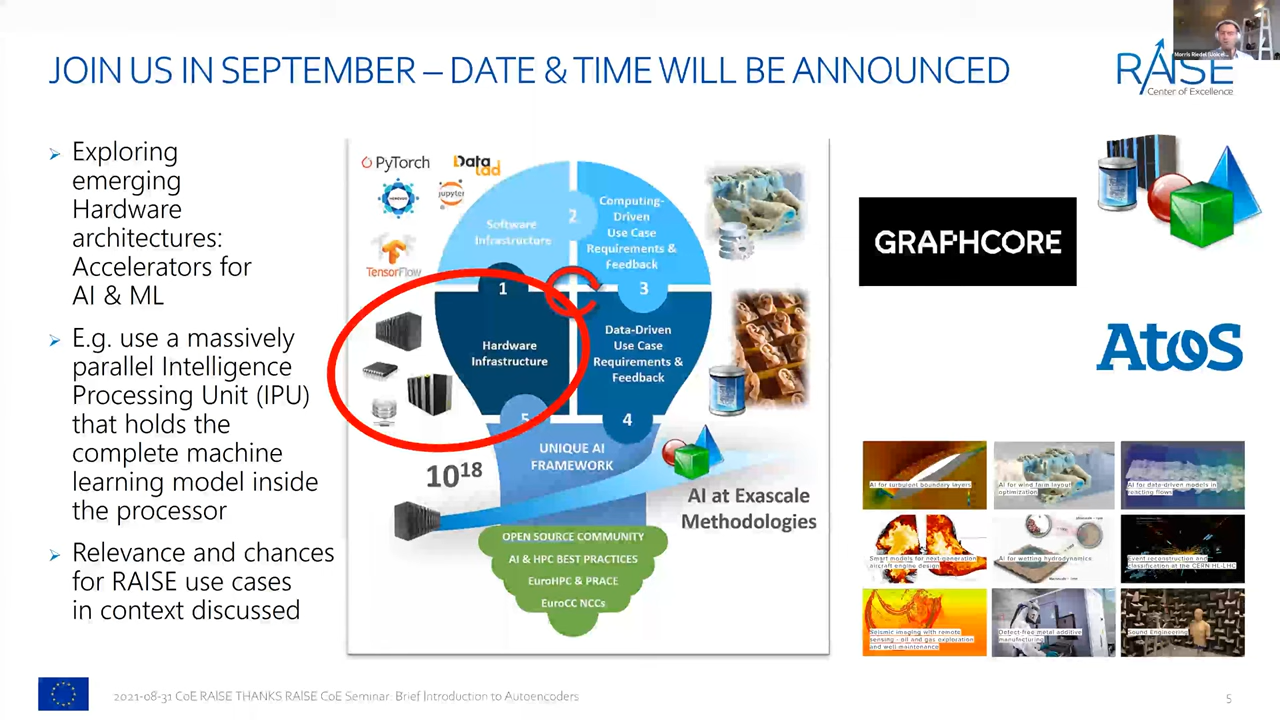 JOIN US IN SEPTEMBER – DATE & TIME WILL BE ANNOUNCED
RAISE
Center of Excellence
Exploring
emerging
Hardware
architectures:
Accelerators for
AI & ML
E.g. use a massively
parallel Intelligence
Processing Unit (IPU)
that holds the
complete machine
learning model inside
the processor
Relevance and chances
for RAISE use cases
in context discussed
PyTorch
Data
Lad
jupyter
TensorFlow
Software
Infrastructure
2
Computing-
Driven
Use Case
Requirements &
Feedback
1
3
Hardware
Infrastructure
Data-Driven
Use Case
Requirements &
Feedback
5
4
UNIQUE AI
FRAMEWORK
10¹⁸
AI at Exascale
Methodologies
OPEN SOURCE COMMUNITY
AI & HPC BEST PRACTICES
EuroHPC & PRACE
EuroCC NCCs
GRAPHCORE
Atos
AI for turbulent boundary layers
AI for wind farm layout
optimization
AI for data-driven models in
reacting flows
Smart models for next-generation
aircraft engine design
AI for wetting hydrodynamics
Event reconstruction and
classification at the CERN HL-LHC
Seismic imaging with remote
sensing - oil and gas exploration
and well maintenance
Defect-free metal additive
manufacturing
Sound Engineering
2021-08-31 CoE RAISE THANKS RAISE CoE Seminar: Brief Introduction to Autoencoders
5